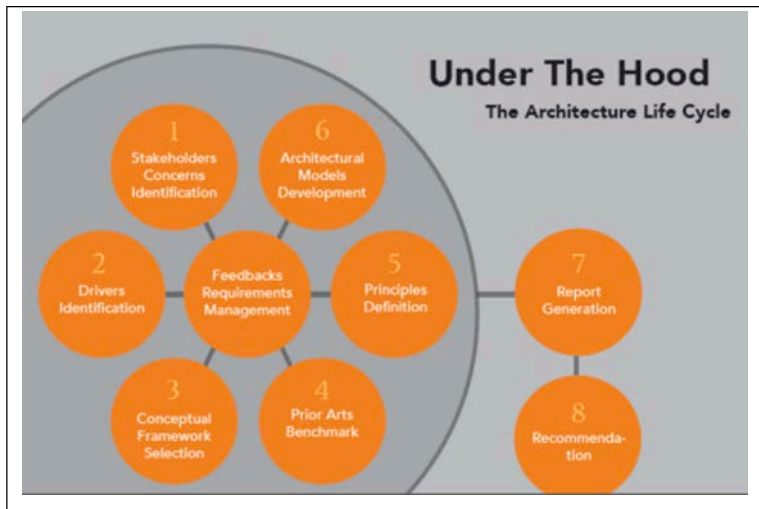 Under The Hood
The Architecture Life Cycle
1
Stakeholders
Concerns
Identification
6
Architectural
Models
Development
2
Drivers
Identification
Feedbacks
Requirements
Management
5
Principles
Definition
7
Report
Generation
3
Conceptual
Framework
Selection
4
Prior Arts
Benchmark
8
Recommenda-
tion